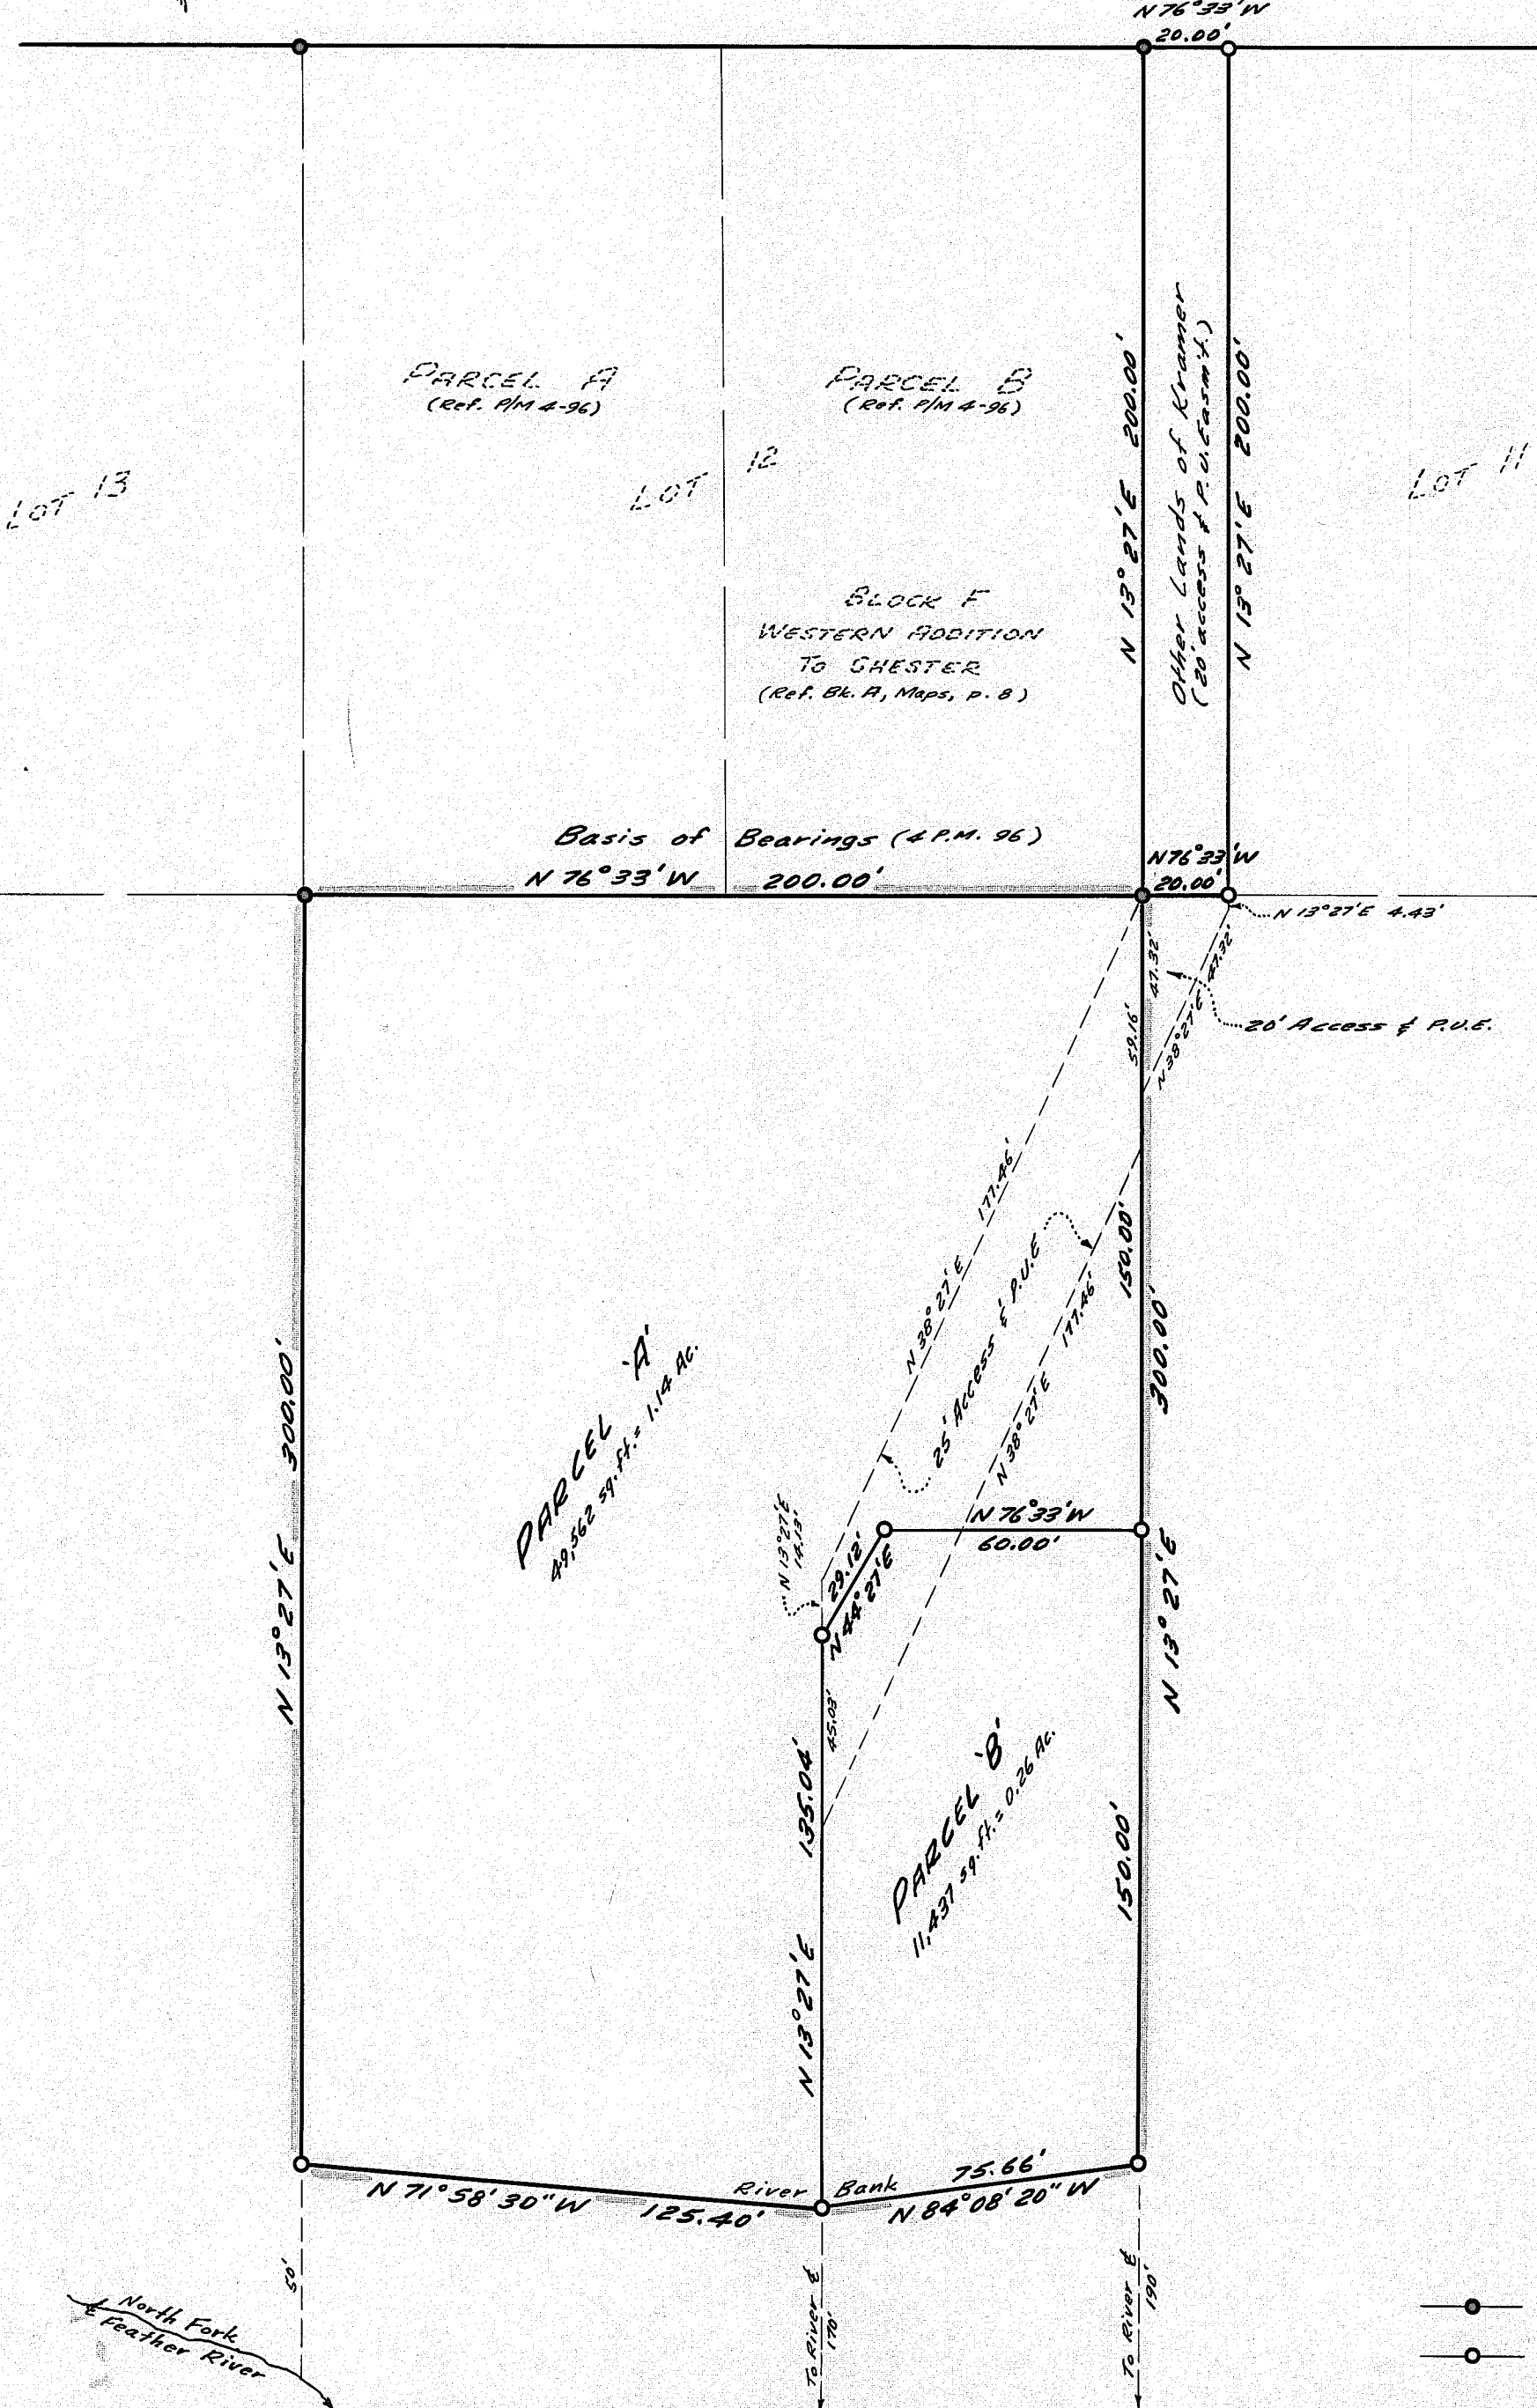 N 76°33' W
20.00'
PARCEL A
(Ref. P/M 4-96)
PARCEL B
(Ref. P/M 4-96)
LOT 13
LOT 12
LOT 11
N 13° 27' E 200.00'
Other Lands of Kramer
(20' access & P.U. Easm't.)
N 13° 27' E 200.00'
BLOCK F
WESTERN ADDITION
TO CHESTER
(Ref. Bk. A, Maps, p. 8)
Basis of Bearings (4 P.M. 96)
N 76°33' W 200.00'
N 76°33' W
20.00'
N 13°27' E 4.43'
47.32'
N 38°27' E 47.32'
59.16'
20' Access & P.U.E.
N 38°27' E 177.46'
25' Access & P.U.E
N 38°27' E 177.46'
150.00'
300.00'
N 13°27' E
N 13°27' E 300.00'
PARCEL 'A'
49,562 sq. ft. = 1.14 Ac.
N 13°27' E
14.13'
29.12'
N 44°27' E
N 76°33' W
60.00'
45.03'
N 13°27' E 135.04'
PARCEL 'B'
11,437 sq. ft. = 0.26 Ac.
150.00'
River Bank
N 71°58' 30" W 125.40'
75.66'
N 84°08' 20" W
50'
To River ℄
170'
To River ℄
190'
℄ North Fork
Feather River